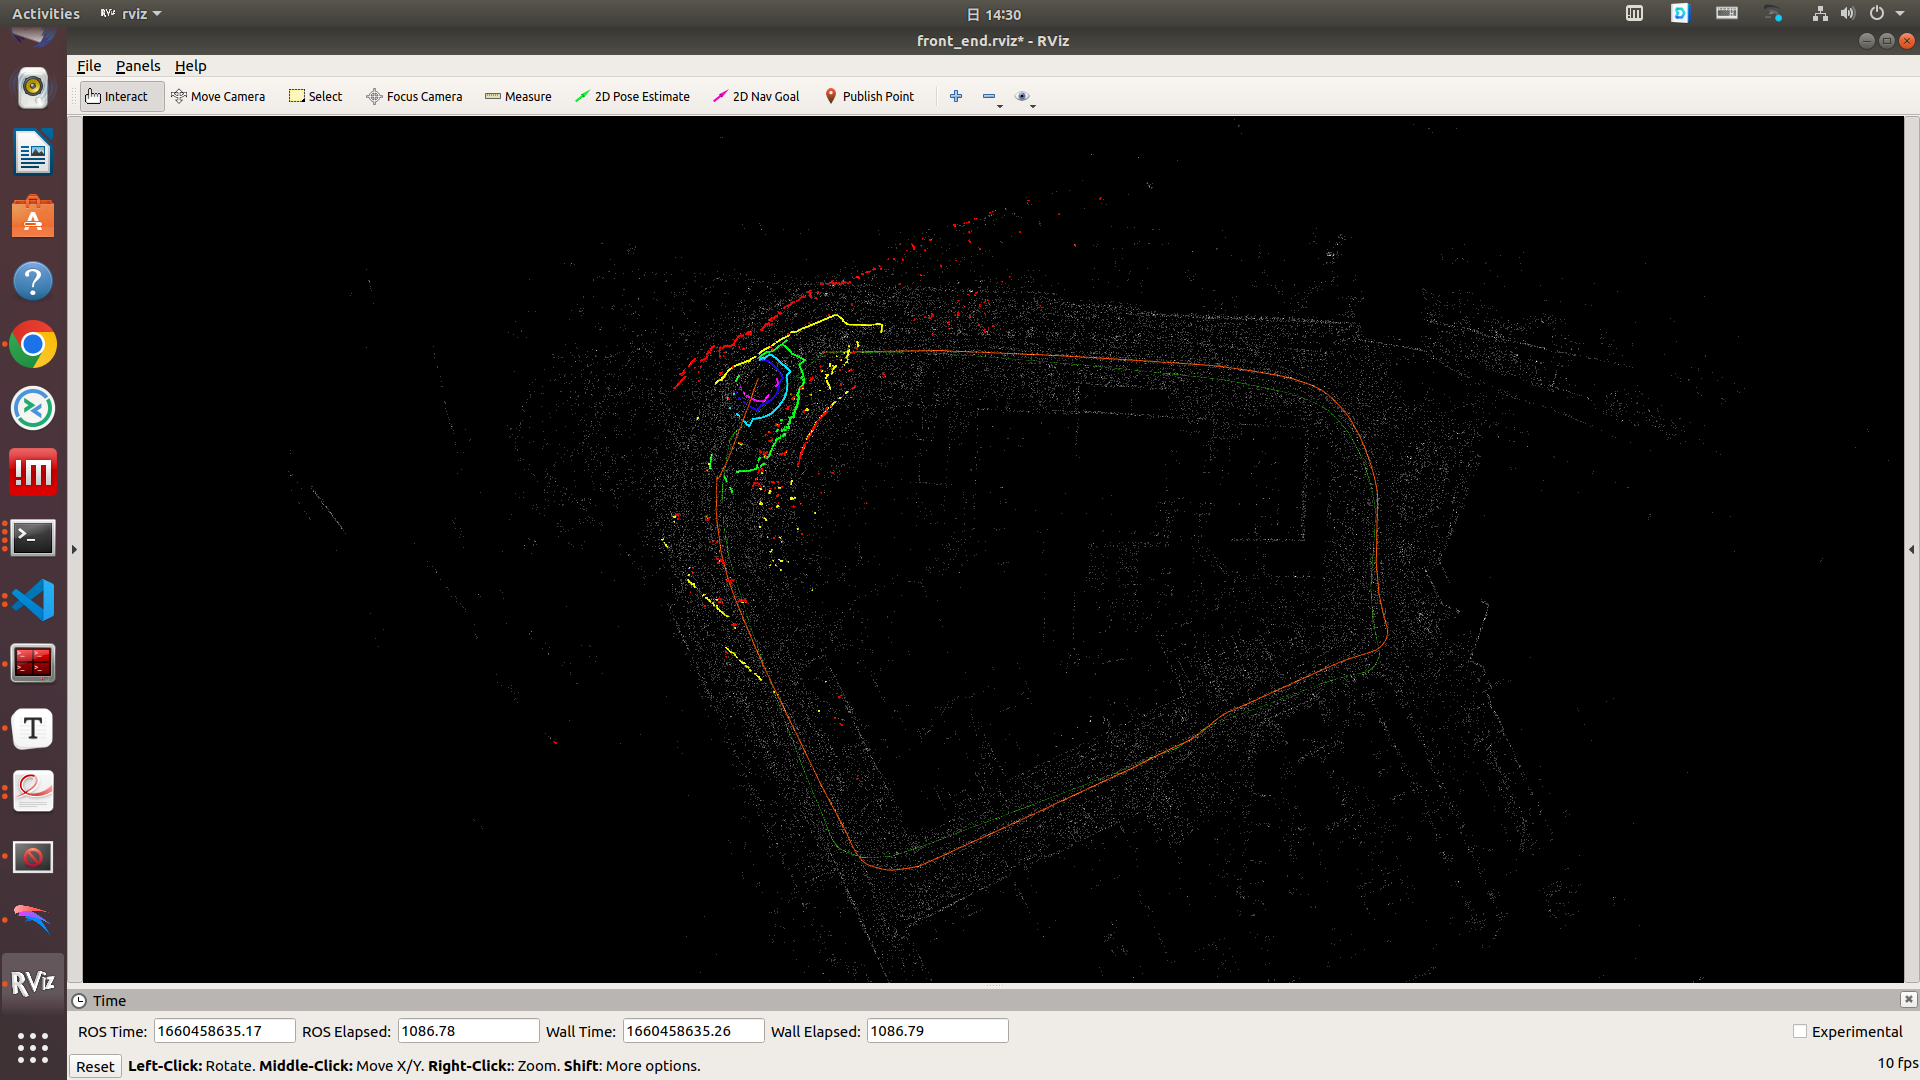 Activities RViz rviz 日 14:30
front_end.rviz* - RViz
File Panels Help
Interact Move Camera Select Focus Camera Measure 2D Pose Estimate 2D Nav Goal Publish Point
Time
ROS Time: 1660458635.17 ROS Elapsed: 1086.78 Wall Time: 1660458635.26 Wall Elapsed: 1086.79 Experimental
Reset Left-Click: Rotate. Middle-Click: Move X/Y. Right-Click:: Zoom. Shift: More options. 10 fps
A
?
!m
>_
T
RViz